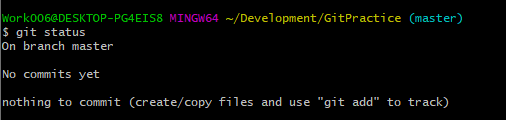 Work006@DESKTOP-PG4EIS8 MINGW64 ~/Development/GitPractice (master)
$ git status
On branch master
No commits yet
nothing to commit (create/copy files and use "git add" to track)